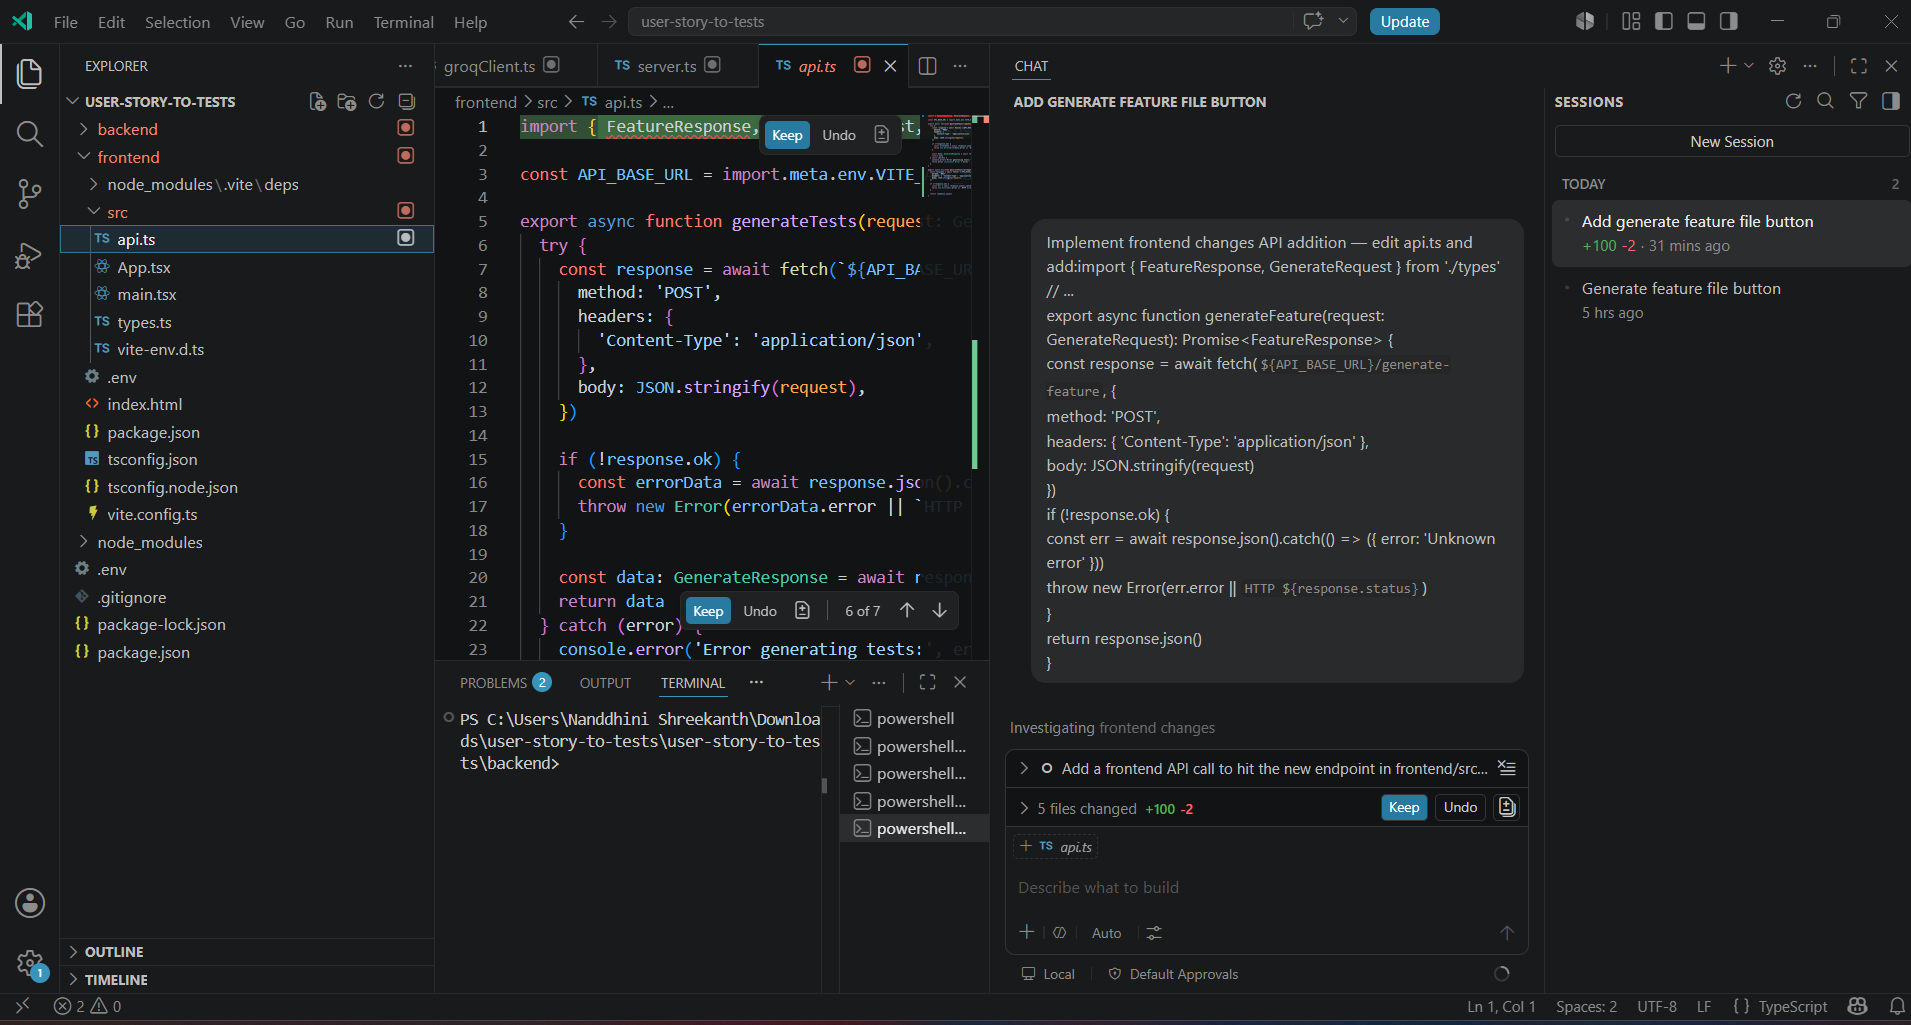 File Edit Selection View Go Run Terminal Help
user-story-to-tests
Update
EXPLORER
USER-STORY-TO-TESTS
backend
frontend
node_modules\.vite\deps
src
TS api.ts
App.tsx
main.tsx
TS types.ts
TS vite-env.d.ts
.env
index.html
package.json
TS tsconfig.json
tsconfig.node.json
vite.config.ts
node_modules
.env
.gitignore
package-lock.json
package.json
OUTLINE
TIMELINE
1
groqClient.ts
TS server.ts
TS api.ts
frontend > src > TS api.ts > ...
1 import { FeatureResponse,
Keep Undo
2
3 const API_BASE_URL = import.meta.env.VITE_
4
5 export async function generateTests(request: Ge
6 try {
7 const response = await fetch(`${API_BASE_UR
8 method: 'POST',
9 headers: {
10 'Content-Type': 'application/json',
11 },
12 body: JSON.stringify(request),
13 })
14
15 if (!response.ok) {
16 const errorData = await response.json().c
17 throw new Error(errorData.error || `HTTP
18 }
19
20 const data: GenerateResponse = await respon
21 return data
22 } catch (error) {
23 console.error('Error generating tests:', er
Keep Undo 6 of 7
PROBLEMS 2 OUTPUT TERMINAL
PS C:\Users\Nanddhini Shreekanth\Downloa
ds\user-story-to-tests\user-story-to-tes
ts\backend>
powershell
powershell...
powershell...
powershell...
powershell...
CHAT
ADD GENERATE FEATURE FILE BUTTON
Implement frontend changes API addition — edit api.ts and
add:import { FeatureResponse, GenerateRequest } from './types'
// ...
export async function generateFeature(request:
GenerateRequest): Promise<FeatureResponse> {
const response = await fetch( ${API_BASE_URL}/generate-
feature , {
method: 'POST',
headers: { 'Content-Type': 'application/json' },
body: JSON.stringify(request)
})
if (!response.ok) {
const err = await response.json().catch(() => ({ error: 'Unknown
error' }))
throw new Error(err.error || HTTP ${response.status} )
}
return response.json()
}
Investigating frontend changes
Add a frontend API call to hit the new endpoint in frontend/src...
5 files changed +100 -2
Keep Undo
TS api.ts
Describe what to build
Auto
Local Default Approvals
SESSIONS
New Session
TODAY 2
Add generate feature file button
+100 -2 · 31 mins ago
Generate feature file button
5 hrs ago
2 0
Ln 1, Col 1 Spaces: 2 UTF-8 LF { } TypeScript